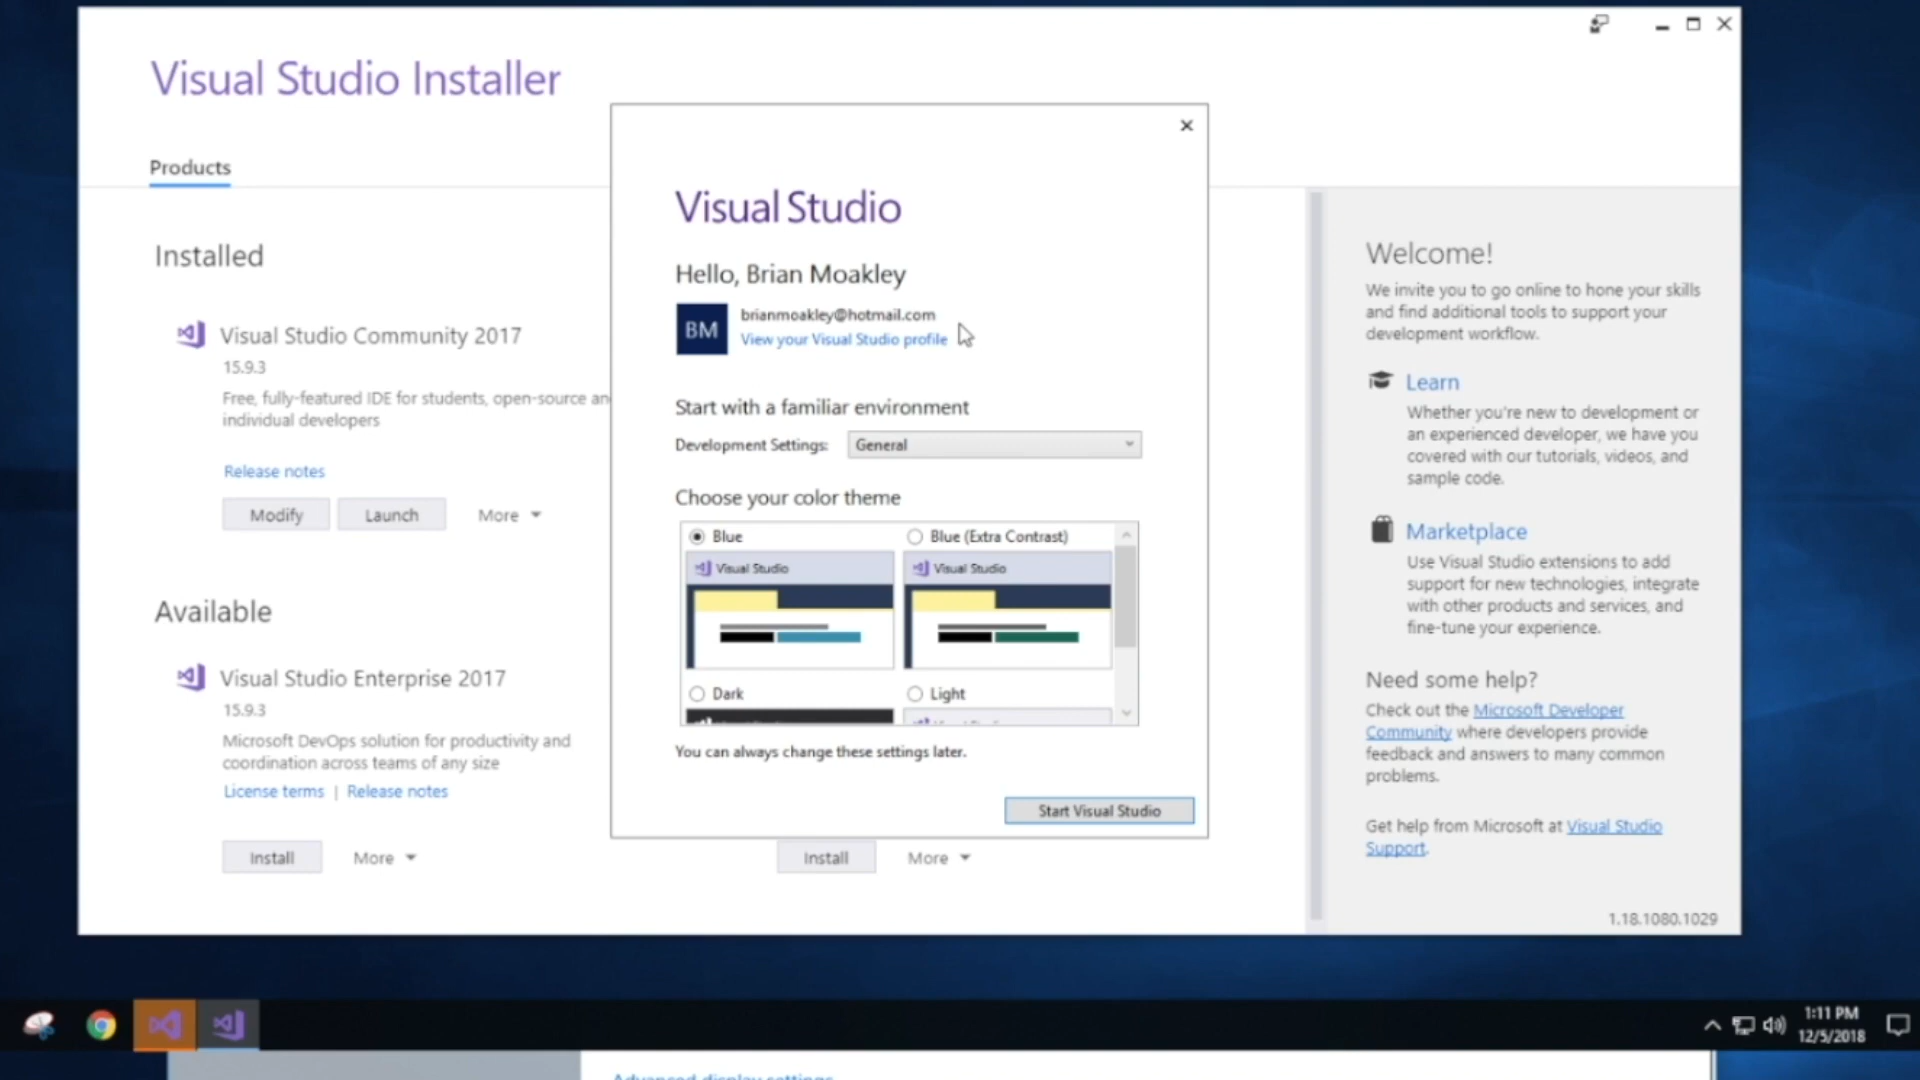 Visual Studio Installer
Products
Installed
Visual Studio Community 2017
15.9.3
Free, fully-featured IDE for students, open-source an
individual developers
Release notes
Modify
Launch
More
Available
Visual Studio Enterprise 2017
15.9.3
Microsoft DevOps solution for productivity and
coordination across teams of any size
License terms | Release notes
Install
More
Install
More
Visual Studio
Hello, Brian Moakley
BM
brianmoakley@hotmail.com
View your Visual Studio profile
Start with a familiar environment
Development Settings: General
Choose your color theme
Blue
Blue (Extra Contrast)
Visual Studio
Visual Studio
Dark
Light
You can always change these settings later.
Start Visual Studio
Welcome!
We invite you to go online to hone your skills
and find additional tools to support your
development workflow.
Learn
Whether you're new to development or
an experienced developer, we have you
covered with our tutorials, videos, and
sample code.
Marketplace
Use Visual Studio extensions to add
support for new technologies, integrate
with other products and services, and
fine-tune your experience.
Need some help?
Check out the Microsoft Developer
Community where developers provide
feedback and answers to many common
problems.
Get help from Microsoft at Visual Studio
Support.
1.18.1080.1029
1:11 PM
12/5/2018
Advanced display settings